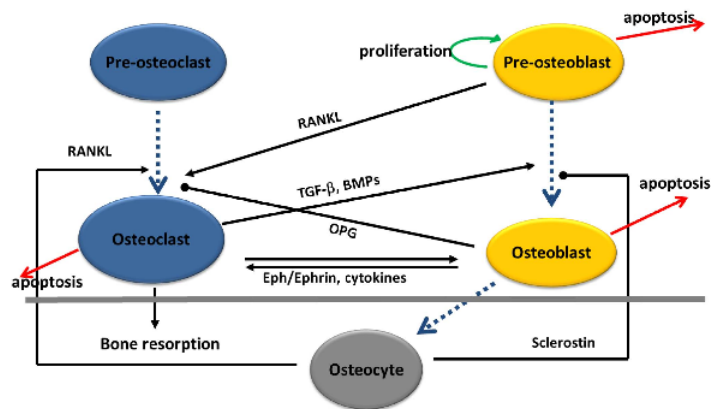 apoptosis
proliferation
Pre-osteoclast
Pre-osteoblast
RANKL
RANKL
TGF-β, BMPs
apoptosis
OPG
Osteoclast
Osteoblast
apoptosis
Eph/Ephrin, cytokines
Bone resorption
Sclerostin
Osteocyte